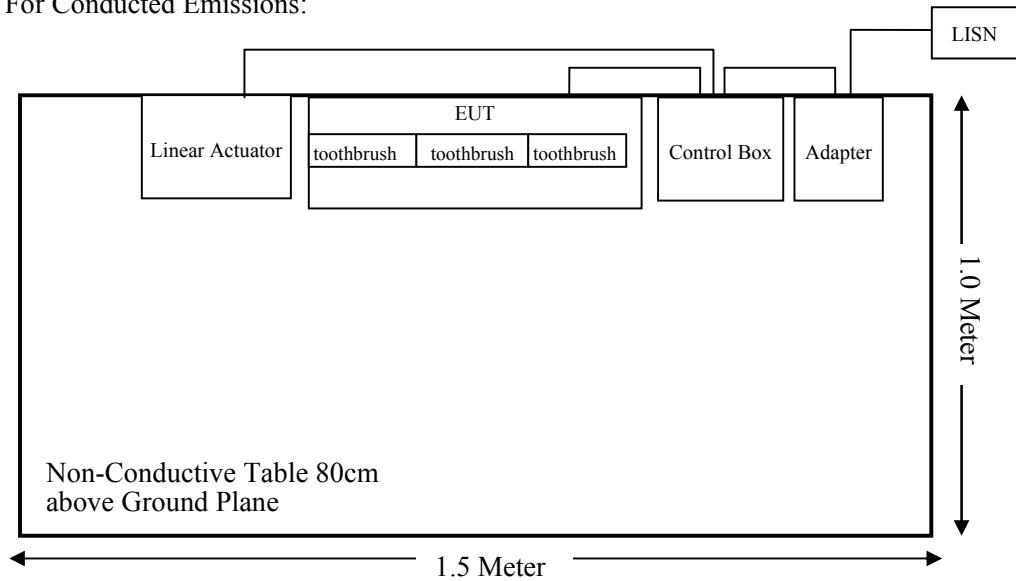 For Conducted Emissions:
LISN
EUT
Linear Actuator
toothbrush
toothbrush
toothbrush
Control Box
Adapter
1.0 Meter
Non-Conductive Table 80cm
above Ground Plane
1.5 Meter